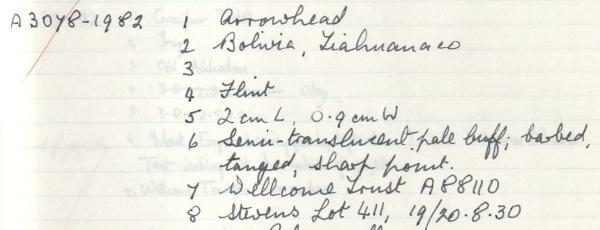 A3078-1982 1 Arrowhead
2 Bolivia, Tiahuanaco
3
4 Flint
5 2 cm L, 0.9 cm W
6 Semi-translucent pale buff; barbed,
tanged, sharp point.
7 Wellcome Trust A88110
8 Stevens Lot 411, 19/20.8.30